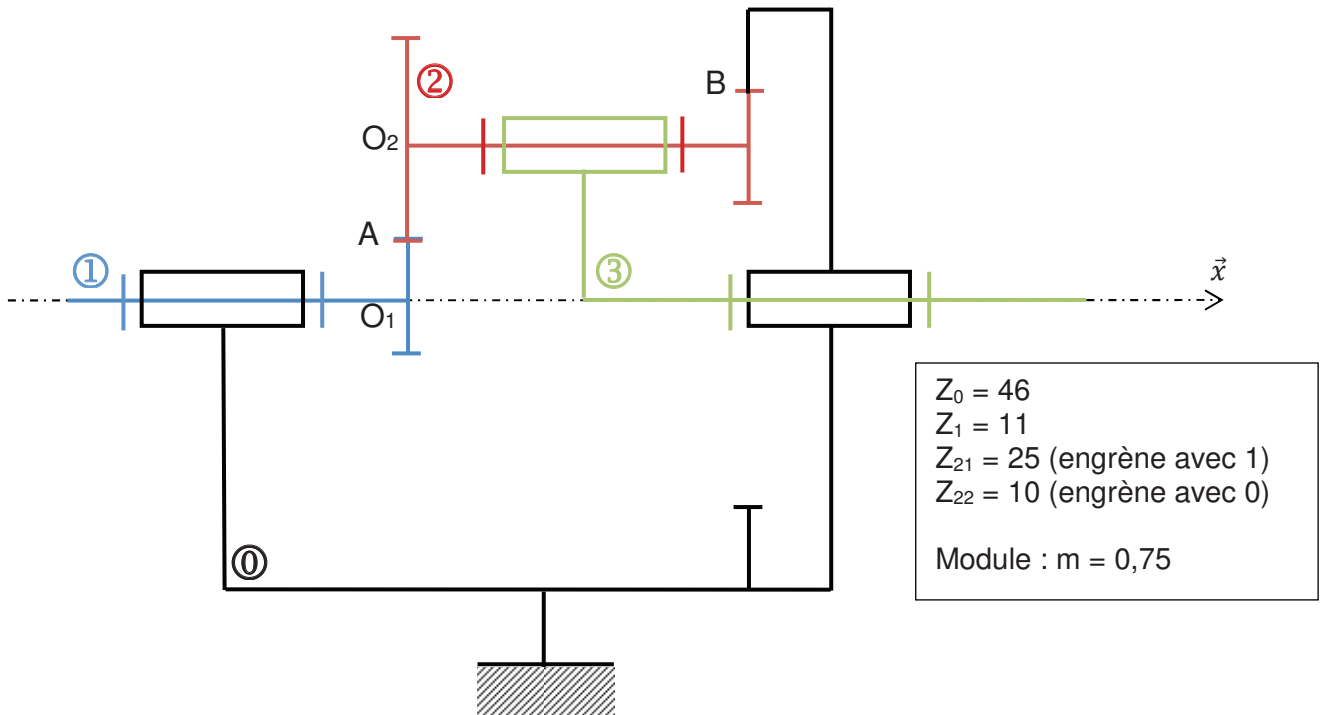 ②
B
O₂
A
①
③
x⃗
O₁
Z₀ = 46
Z₁ = 11
Z₂₁ = 25 (engrène avec 1)
Z₂₂ = 10 (engrène avec 0)
Module : m = 0,75
⓪